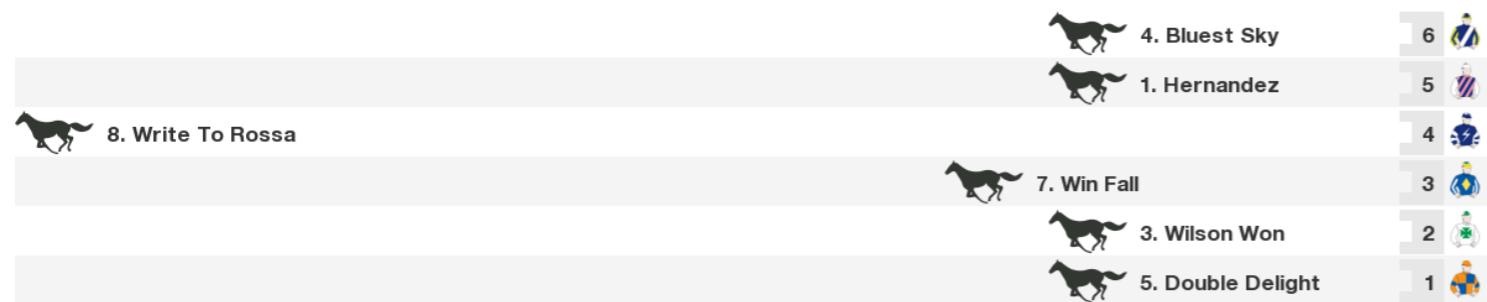 4. Bluest Sky 6
1. Hernandez 5
8. Write To Rossa 4
7. Win Fall 3
3. Wilson Won 2
5. Double Delight 1